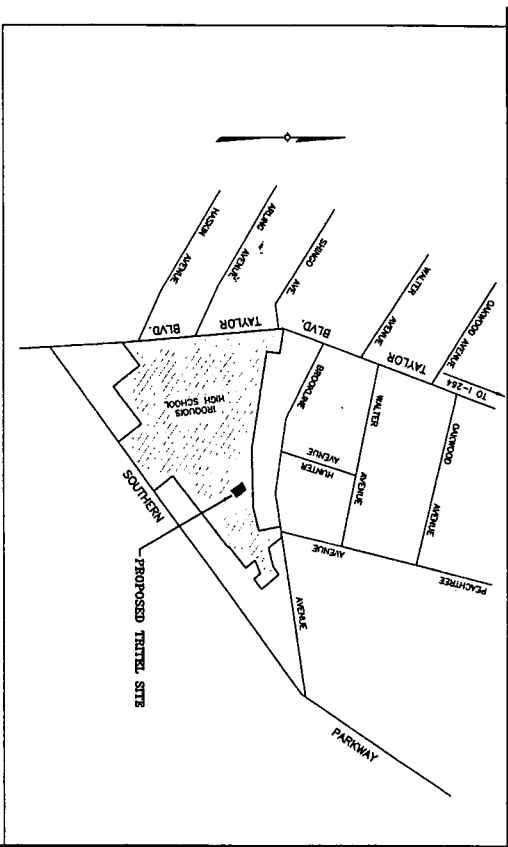 OAKWOOD AVENUE
TO I-264
WALTER
AVENUE
SHINGO
AVE.
ARLING
AVENUE
HASKIN
AVENUE
TAYLOR
BLVD.
TAYLOR
BLVD.
OAKWOOD
AVENUE
WALTER
AVENUE
HUNTER
AVENUE
BROOKLINE
AVENUE
PEACHTREE
AVENUE
IROQUOIS
HIGH SCHOOL
SOUTHERN
PARKWAY
PROPOSED TRITEL SITE